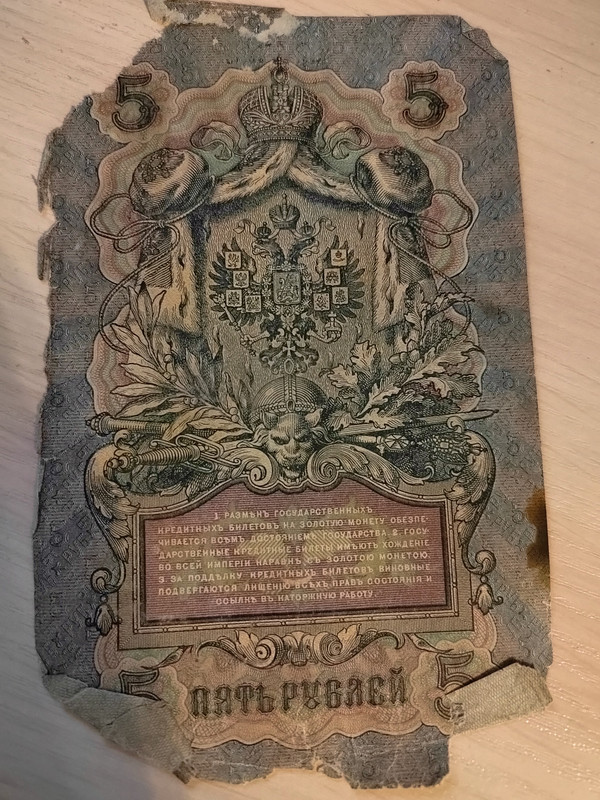 5 5
1. РАЗМѢНЪ ГОСУДАРСТВЕННЫХЪ
КРЕДИТНЫХЪ БИЛЕТОВЪ НА ЗОЛОТУЮ МОНЕТУ ОБЕЗПЕ-
ЧИВАЕТСЯ ВСѢМЪ ДОСТОЯНІЕМЪ ГОСУДАРСТВА. 2. ГОСУ-
ДАРСТВЕННЫЕ КРЕДИТНЫЕ БИЛЕТЫ ИМѢЮТЪ ХОЖДЕНІЕ
ВО ВСЕЙ ИМПЕРІИ НАРАВНѢ СЪ ЗОЛОТОЮ МОНЕТОЮ.
3. ЗА ПОДДѢЛКУ КРЕДИТНЫХЪ БИЛЕТОВЪ ВИНОВНЫЕ
ПОДВЕРГАЮТСЯ ЛИШЕНІЮ ВСѢХЪ ПРАВЪ СОСТОЯНІЯ И
ССЫЛКѢ ВЪ КАТОРЖНУЮ РАБОТУ.
5 ПЯТЬ РУБЛЕЙ 5